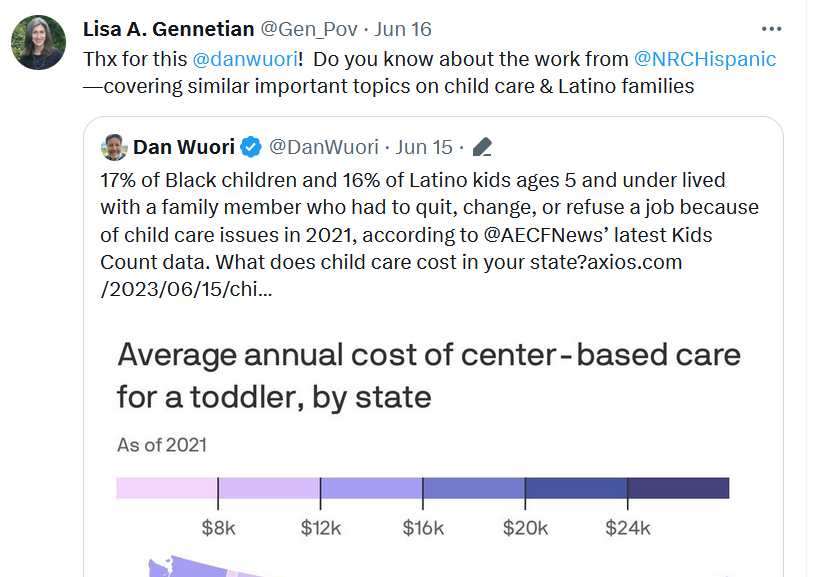 Lisa A. Gennetian @Gen_Pov · Jun 16
Thx for this @danwuori!  Do you know about the work from @NRCHispanic
—covering similar important topics on child care & Latino families
Dan Wuori @DanWuori · Jun 15 ·
17% of Black children and 16% of Latino kids ages 5 and under lived
with a family member who had to quit, change, or refuse a job because
of child care issues in 2021, according to @AECFNews’ latest Kids
Count data. What does child care cost in your state?axios.com
/2023/06/15/chi...
Average annual cost of center-based care
for a toddler, by state
As of 2021
$8k $12k $16k $20k $24k